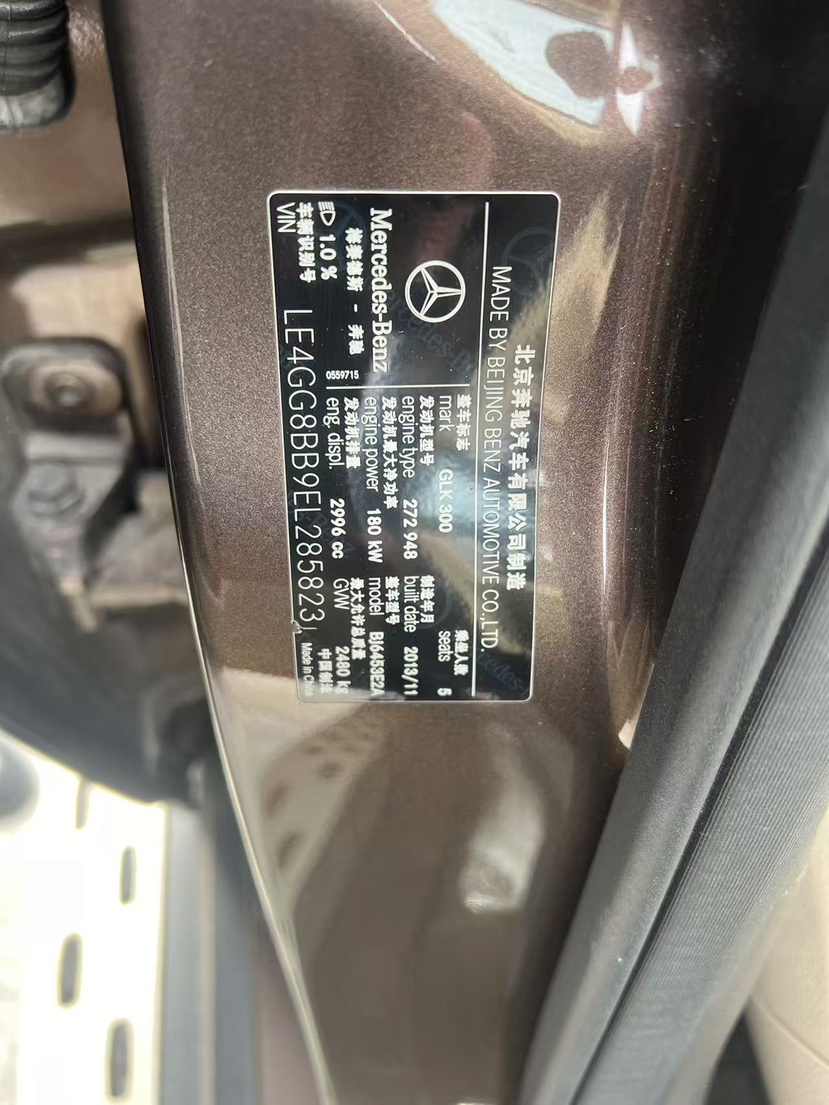 北京奔驰汽车有限公司制造
MADE BY BEIJING BENZ AUTOMOTIVE CO.,LTD.
整车标志
mark GLK 300
乘坐人数
seats 5
发动机型号
engine type 272 948
制造年月
built date 2013/11
Mercedes-Benz
梅赛德斯 - 奔驰
发动机最大净功率
engine power 180 kW
整车型号
model BJ6453E2A
1.0 %
0559715
发动机排量
eng. displ. 2996 cc
最大允许总质量
GVW 2480 kg
车辆识别号
VIN LE4GG8BB9EL285823
中国制造
Made in China